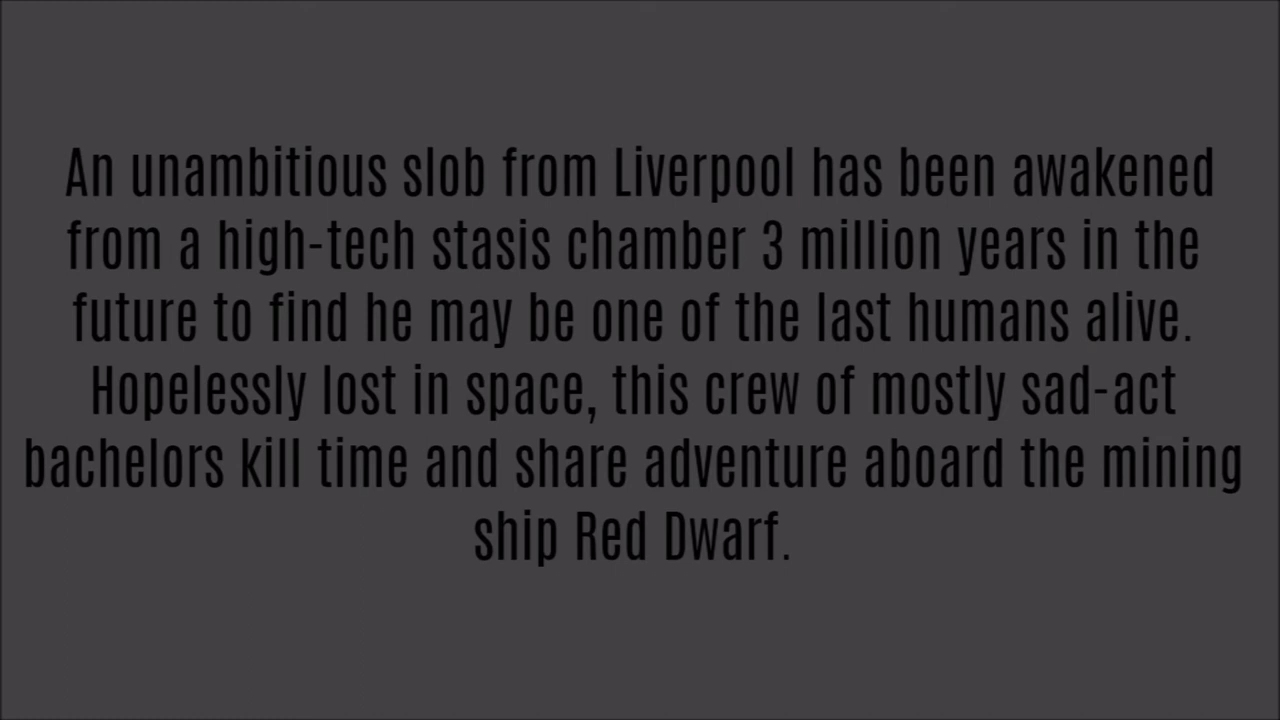 An unambitious slob from Liverpool has been awakened
from a high-tech stasis chamber 3 million years in the
future to find he may be one of the last humans alive.
Hopelessly lost in space, this crew of mostly sad-act
bachelors kill time and share adventure aboard the mining
ship Red Dwarf.